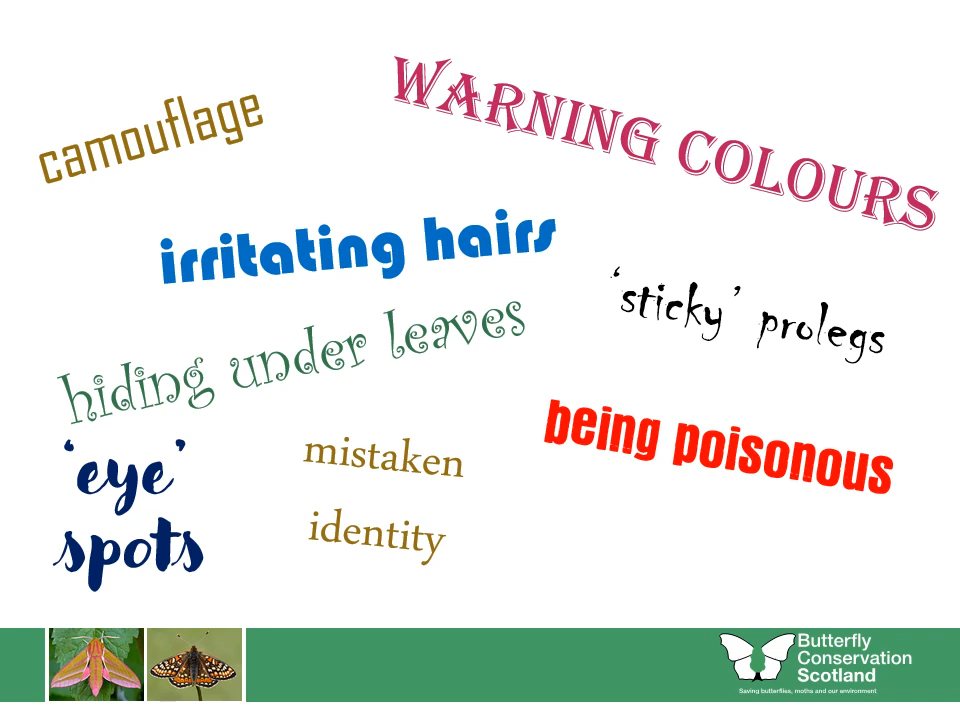 camouflage
WARNING COLOURS
irritating hairs
'sticky' prolegs
hiding under leaves
being poisonous
'eye'
spots
mistaken
identity
Butterfly
Conservation
Scotland
Saving butterflies, moths and our environment